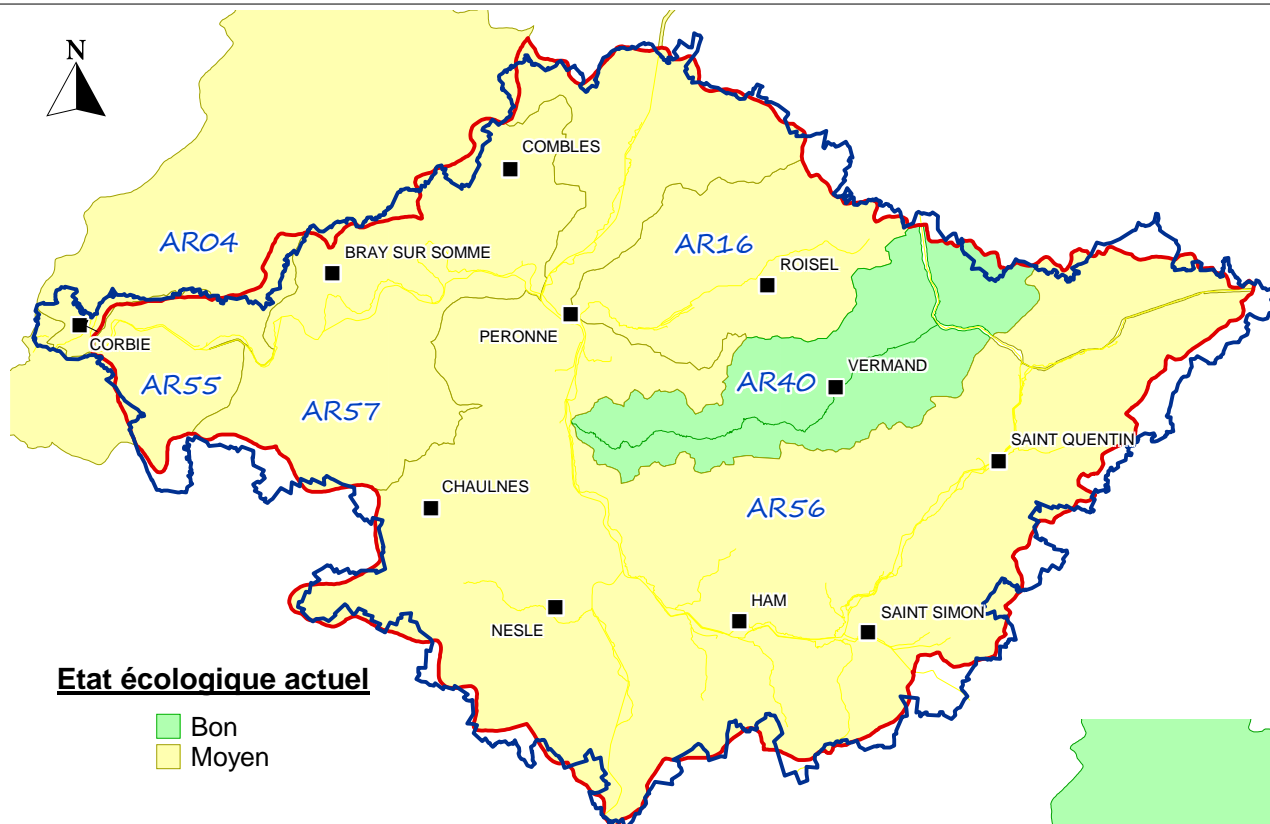 N
COMBLES
AR04
AR16
BRAY SUR SOMME
ROISEL
PERONNE
CORBIE
VERMAND
AR55
AR57
AR40
SAINT QUENTIN
CHAULNES
AR56
HAM
NESLE
SAINT SIMON
Etat écologique actuel
Bon
Moyen